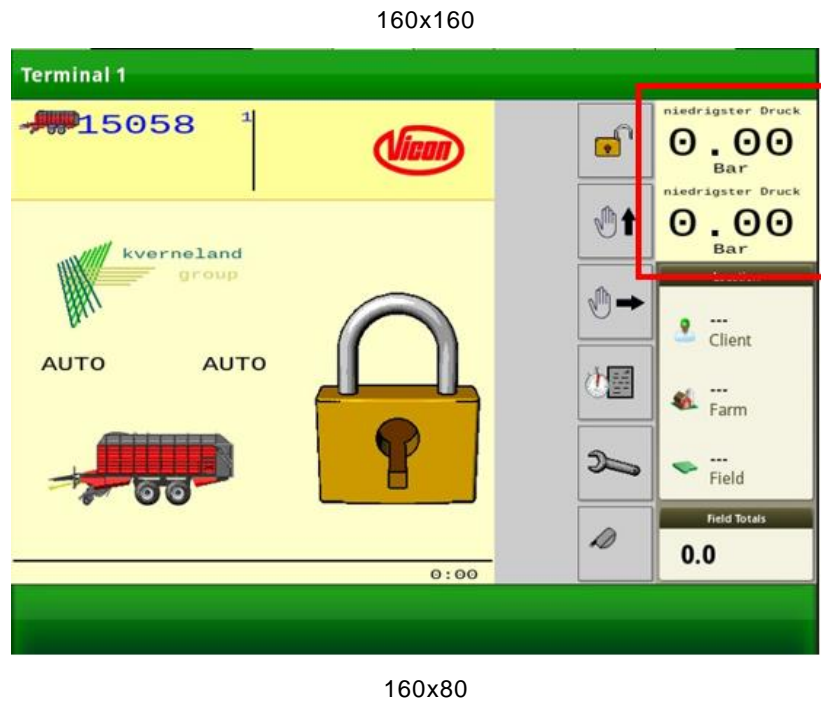 160x160
Terminal 1
15058 1
Vicon
niedrigster Druck
0.00
Bar
niedrigster Druck
0.00
Bar
kverneland
group
Location
---
Client
AUTO AUTO
---
Farm
---
Field
Field Totals
0.0
0:00
160x80